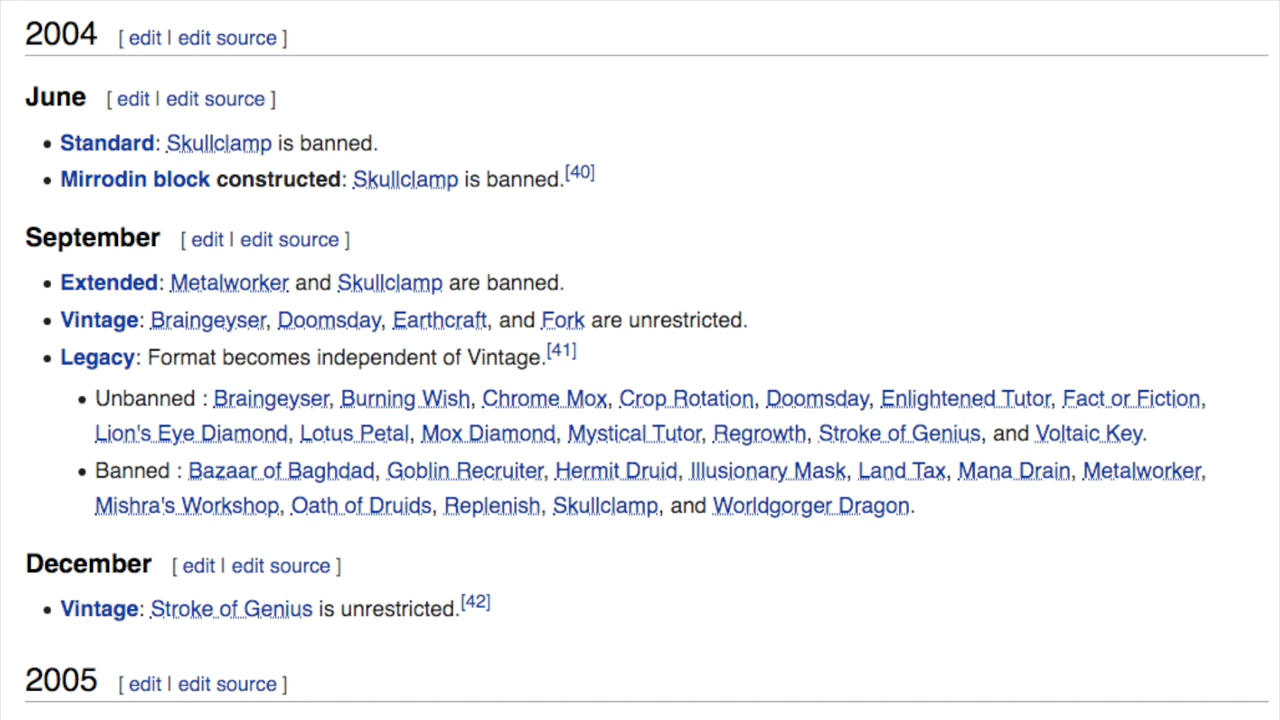 2004 [ edit | edit source ]
June [ edit | edit source ]
• Standard: Skullclamp is banned.
• Mirrodin block constructed: Skullclamp is banned.[40]
September [ edit | edit source ]
• Extended: Metalworker and Skullclamp are banned.
• Vintage: Braingeyser, Doomsday, Earthcraft, and Fork are unrestricted.
• Legacy: Format becomes independent of Vintage.[41]
• Unbanned : Braingeyser, Burning Wish, Chrome Mox, Crop Rotation, Doomsday, Enlightened Tutor, Fact or Fiction,
Lion's Eye Diamond, Lotus Petal, Mox Diamond, Mystical Tutor, Regrowth, Stroke of Genius, and Voltaic Key.
• Banned : Bazaar of Baghdad, Goblin Recruiter, Hermit Druid, Illusionary Mask, Land Tax, Mana Drain, Metalworker,
Mishra's Workshop, Oath of Druids, Replenish, Skullclamp, and Worldgorger Dragon.
December [ edit | edit source ]
• Vintage: Stroke of Genius is unrestricted.[42]
2005 [ edit | edit source ]